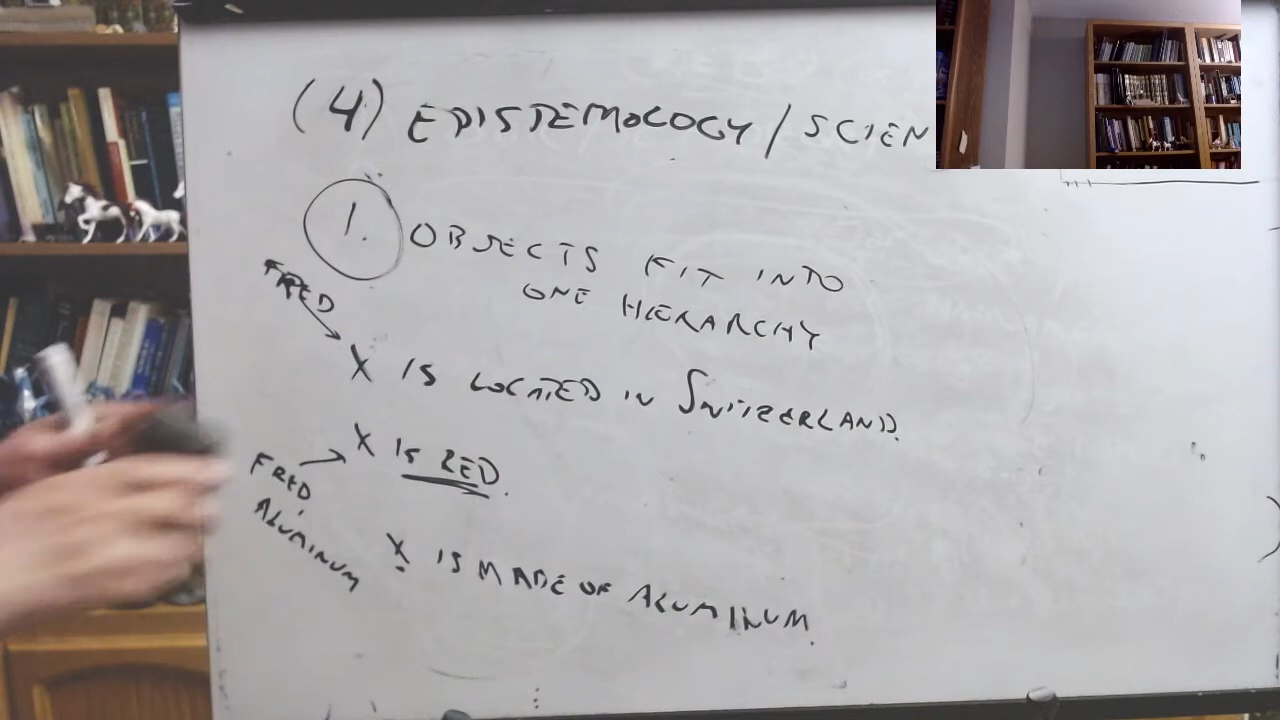 (4) EPISTEMOLOGY / SCIEN
1. OBJECTS FIT INTO
ONE HIERARCHY
FRED
X IS LOCATED IN SWITZERLAND.
X IS RED.
FRED
ALUMINUM
X IS MADE OF ALUMINUM.